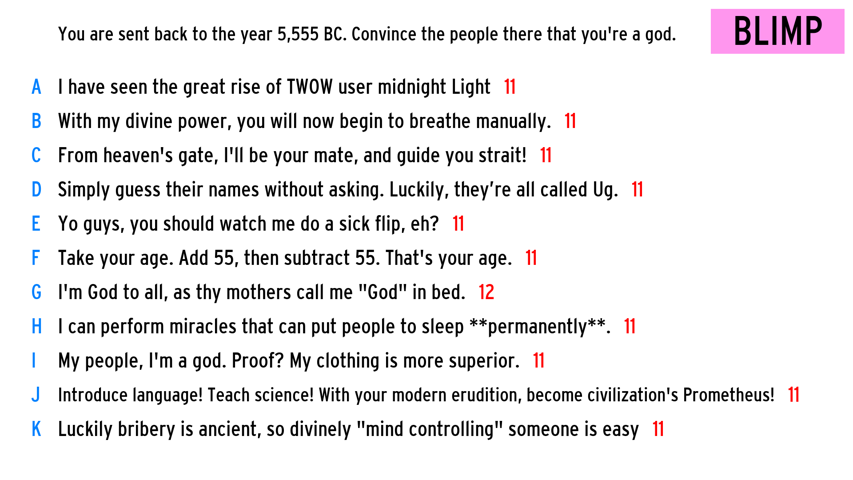 You are sent back to the year 5,555 BC. Convince the people there that you're a god.
BLIMP
A I have seen the great rise of TWOW user midnight Light 11
B With my divine power, you will now begin to breathe manually. 11
C From heaven's gate, I'll be your mate, and guide you strait! 11
D Simply guess their names without asking. Luckily, they’re all called Ug. 11
E Yo guys, you should watch me do a sick flip, eh? 11
F Take your age. Add 55, then subtract 55. That's your age. 11
G I'm God to all, as thy mothers call me "God" in bed. 12
H I can perform miracles that can put people to sleep **permanently**. 11
I My people, I'm a god. Proof? My clothing is more superior. 11
J Introduce language! Teach science! With your modern erudition, become civilization's Prometheus! 11
K Luckily bribery is ancient, so divinely "mind controlling" someone is easy 11